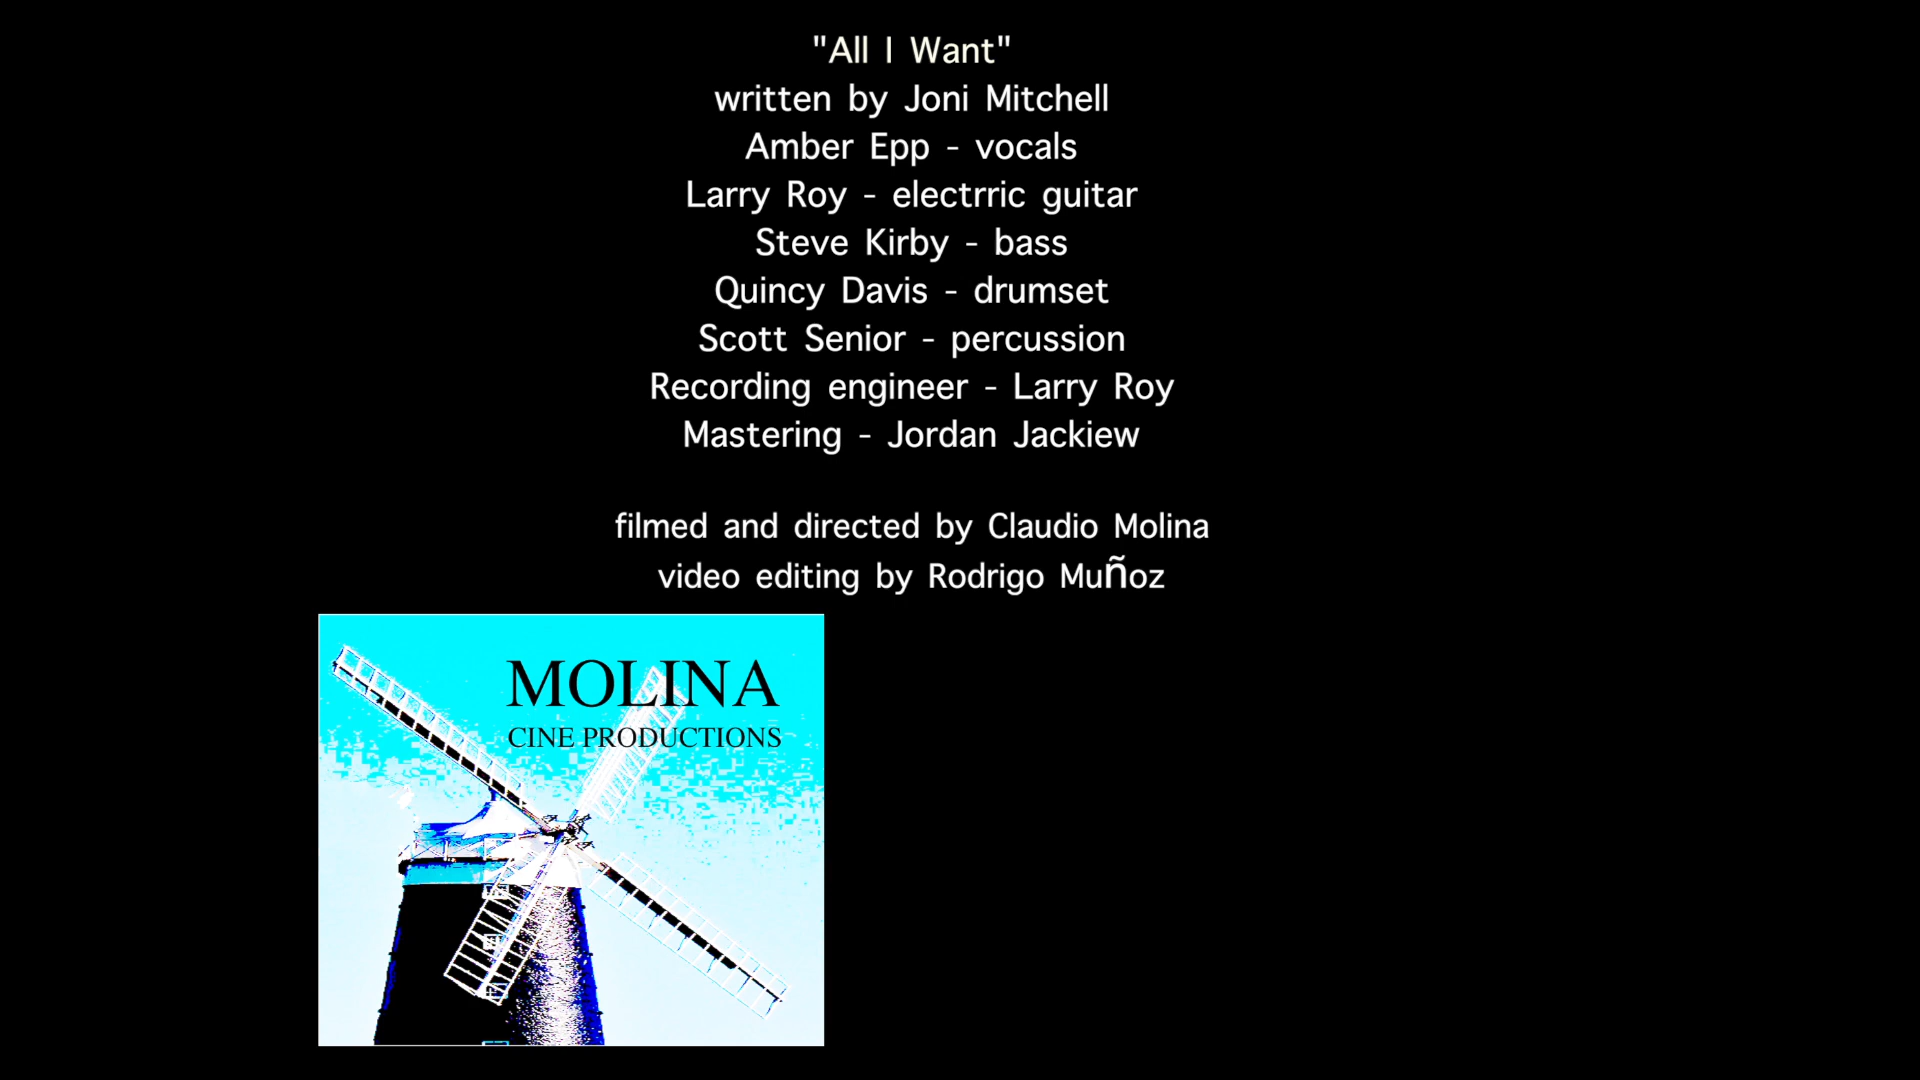 "All I Want"
written by Joni Mitchell
Amber Epp - vocals
Larry Roy - electrric guitar
Steve Kirby - bass
Quincy Davis - drumset
Scott Senior - percussion
Recording engineer - Larry Roy
Mastering - Jordan Jackiew
filmed and directed by Claudio Molina
video editing by Rodrigo Muñoz
MOLINA
CINE PRODUCTIONS